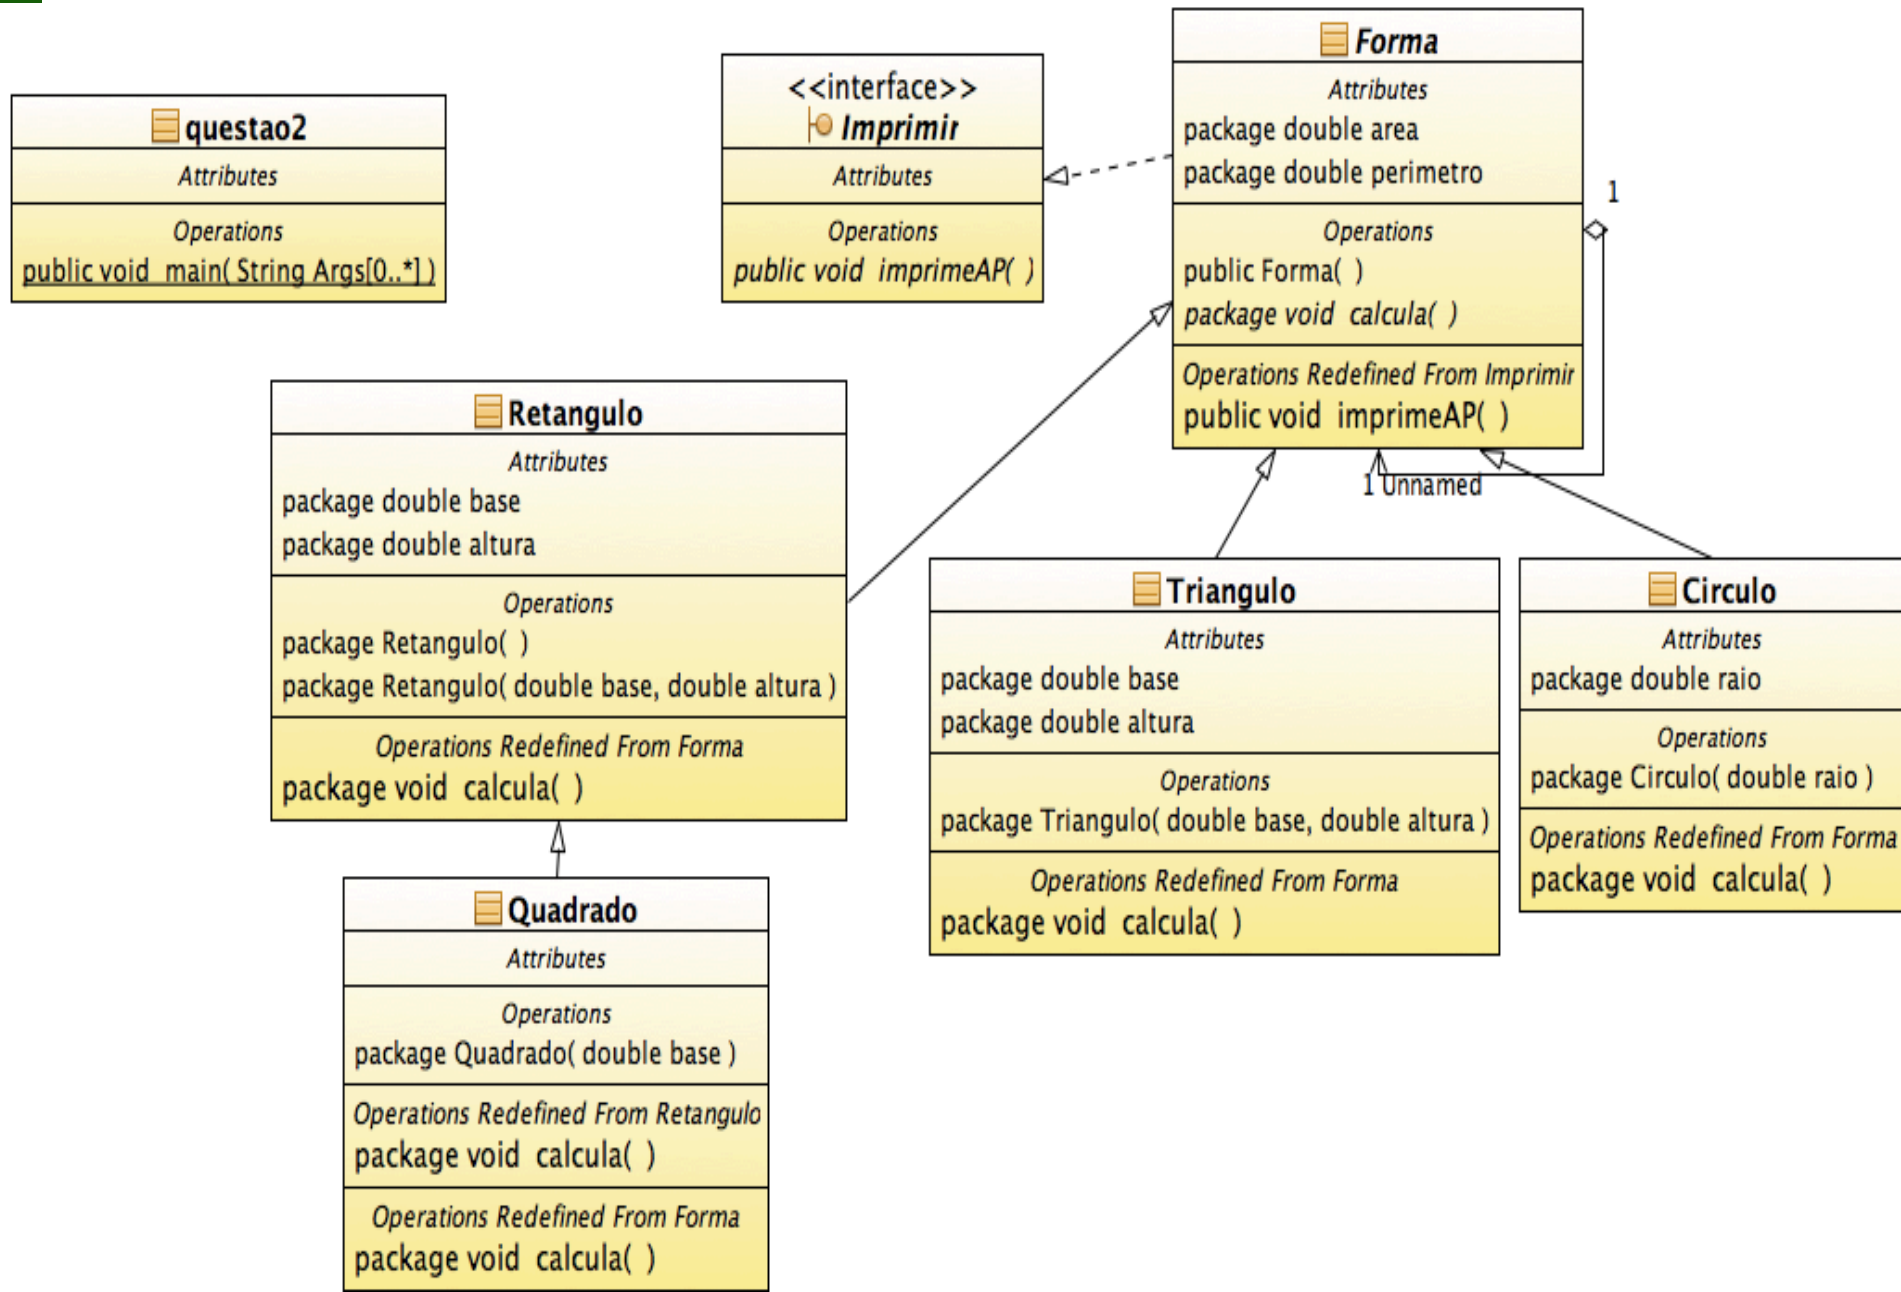 questao2
Attributes
Operations
public void main( String Args[0..*] )
<<interface>>
Imprimir
Attributes
Operations
public void imprimeAP( )
Forma
Attributes
package double area
package double perimetro
Operations
public Forma( )
package void calcula( )
Operations Redefined From Imprimir
public void imprimeAP( )
1
1 Unnamed
Retangulo
Attributes
package double base
package double altura
Operations
package Retangulo( )
package Retangulo( double base, double altura )
Operations Redefined From Forma
package void calcula( )
Triangulo
Attributes
package double base
package double altura
Operations
package Triangulo( double base, double altura )
Operations Redefined From Forma
package void calcula( )
Circulo
Attributes
package double raio
Operations
package Circulo( double raio )
Operations Redefined From Forma
package void calcula( )
Quadrado
Attributes
Operations
package Quadrado( double base )
Operations Redefined From Retangulo
package void calcula( )
Operations Redefined From Forma
package void calcula( )